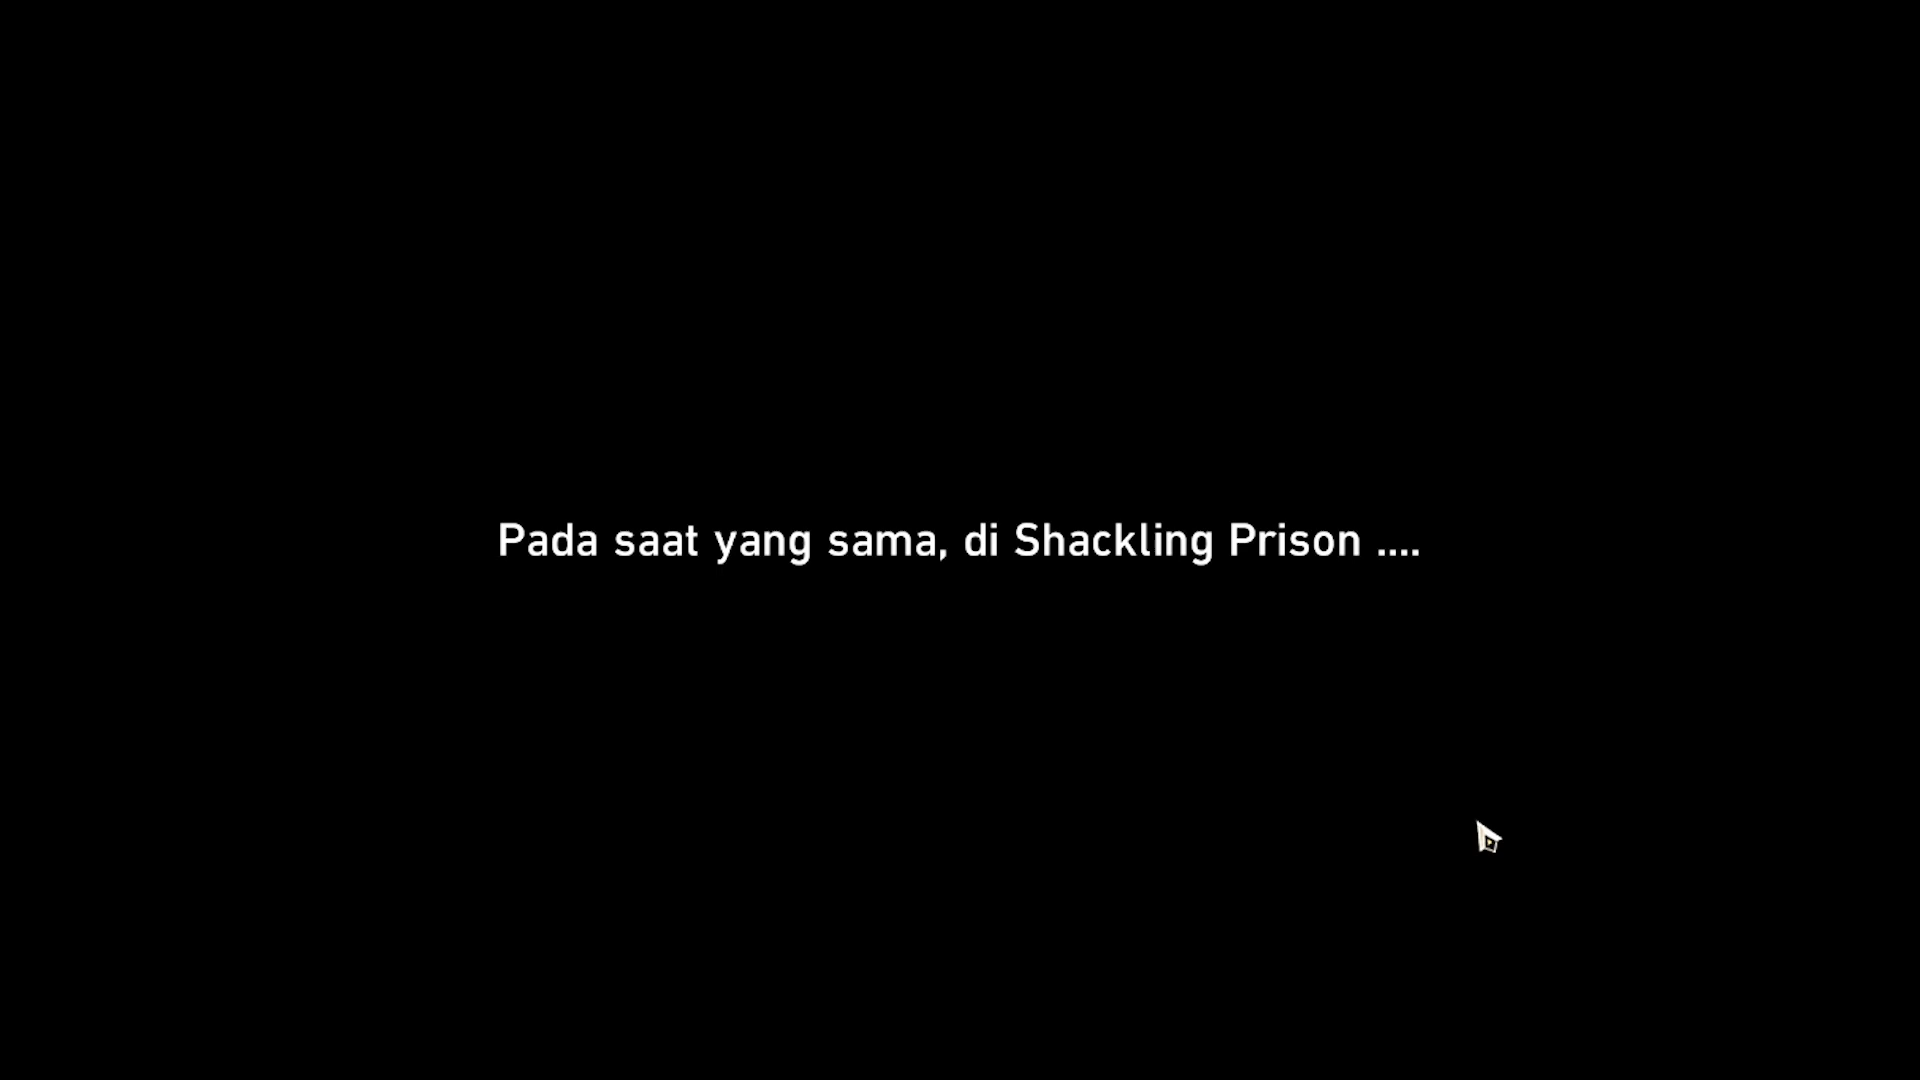 Pada saat yang sama, di Shackling Prison ....